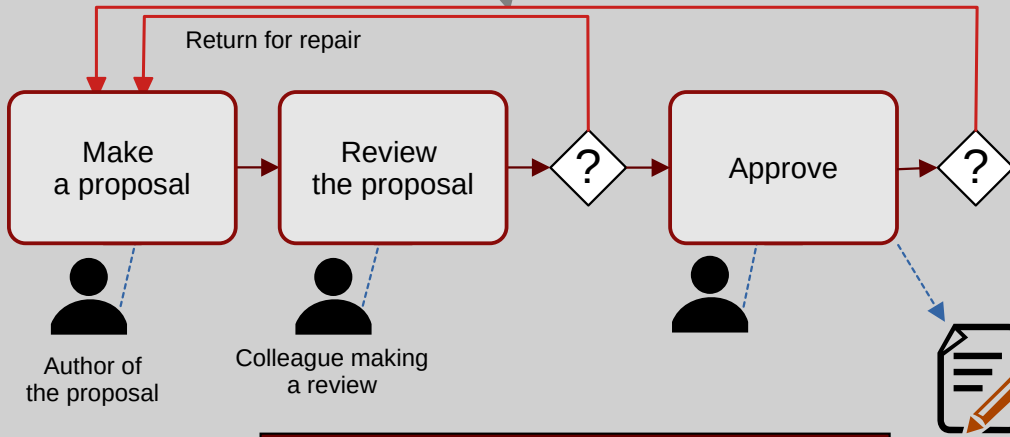 Return for repair
Make
a proposal
Review
the proposal
?
Approve
?
Author of
the proposal
Colleague making
a review